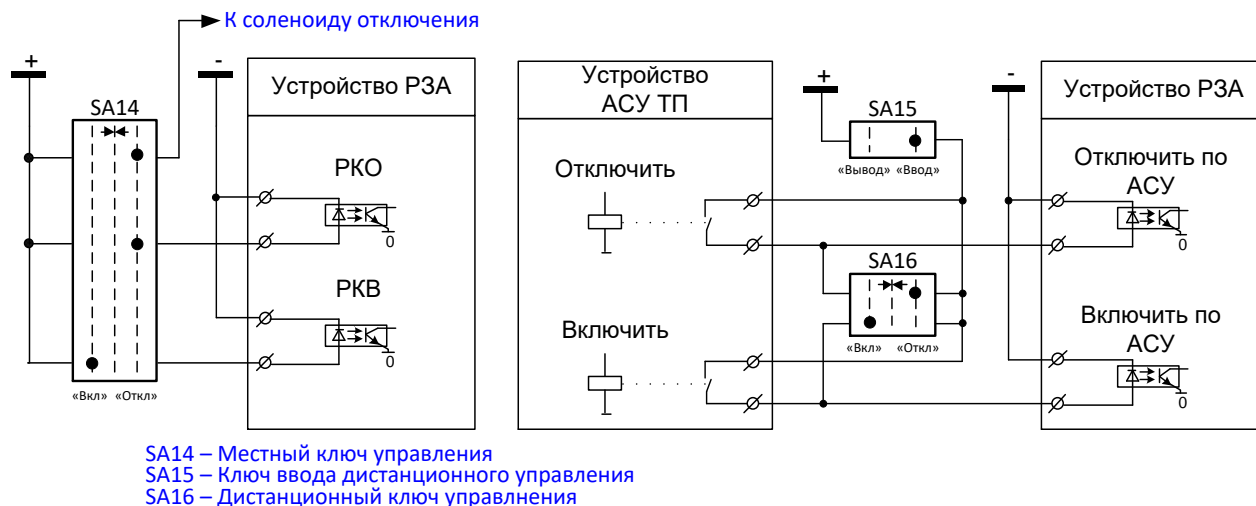 К соленоиду отключения
+
-
Устройство РЗА
SA14
РКО
0
РКВ
0
«Вкл» «Откл»
Устройство
АСУ ТП
Отключить
Включить
+
SA15
«Вывод» «Ввод»
SA16
«Вкл» «Откл»
-
Устройство РЗА
Отключить по
АСУ
0
Включить по
АСУ
0
SA14 – Местный ключ управления
SA15 – Ключ ввода дистанционного управления
SA16 – Дистанционный ключ управлнения